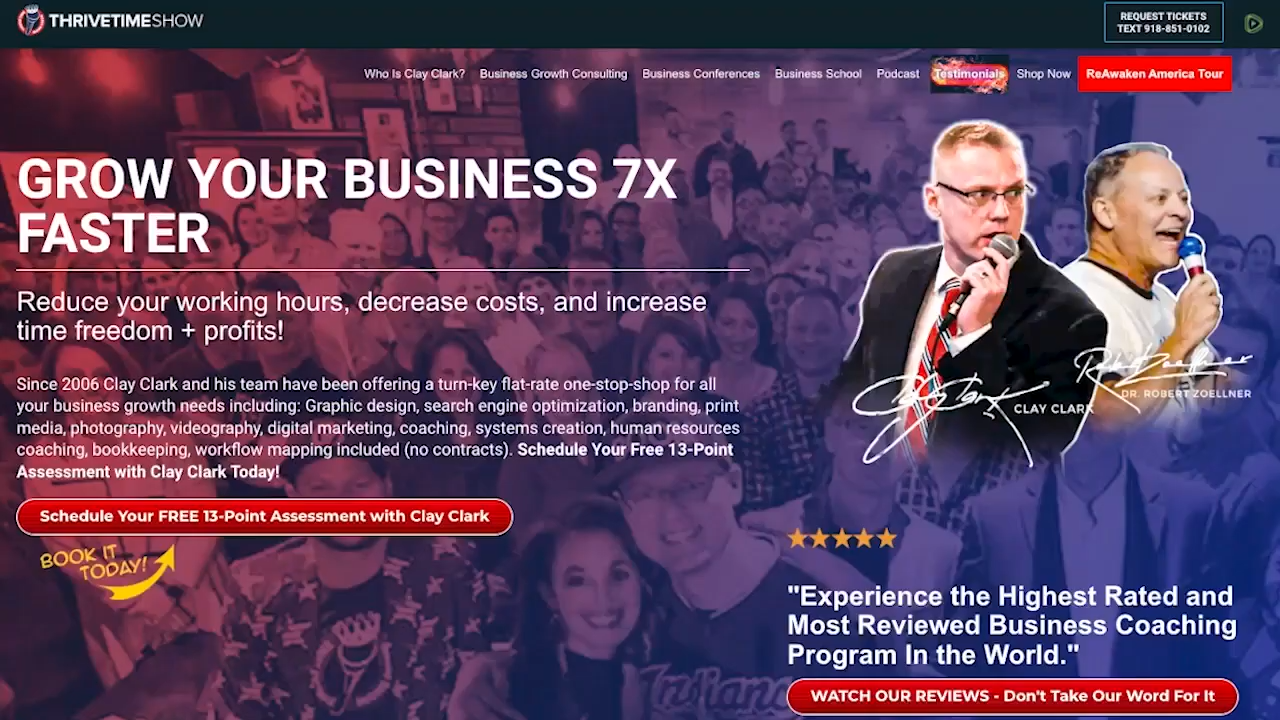 THRIVETIMESHOW
REQUEST TICKETS
TEXT 918-851-0102
Who Is Clay Clark? Business Growth Consulting Business Conferences Business School Podcast Testimonials Shop Now ReAwaken America Tour
GROW YOUR BUSINESS 7X
FASTER
Reduce your working hours, decrease costs, and increase
time freedom + profits!
Since 2006 Clay Clark and his team have been offering a turn-key flat-rate one-stop-shop for all
your business growth needs including: Graphic design, search engine optimization, branding, print
media, photography, videography, digital marketing, coaching, systems creation, human resources
coaching, bookkeeping, workflow mapping included (no contracts). Schedule Your Free 13-Point
Assessment with Clay Clark Today!
Schedule Your FREE 13-Point Assessment with Clay Clark
BOOK IT
TODAY!
Clay Clark
CLAY CLARK
Robert Zoellner
DR. ROBERT ZOELLNER
"Experience the Highest Rated and
Most Reviewed Business Coaching
Program In the World."
WATCH OUR REVIEWS - Don't Take Our Word For It
Indiana